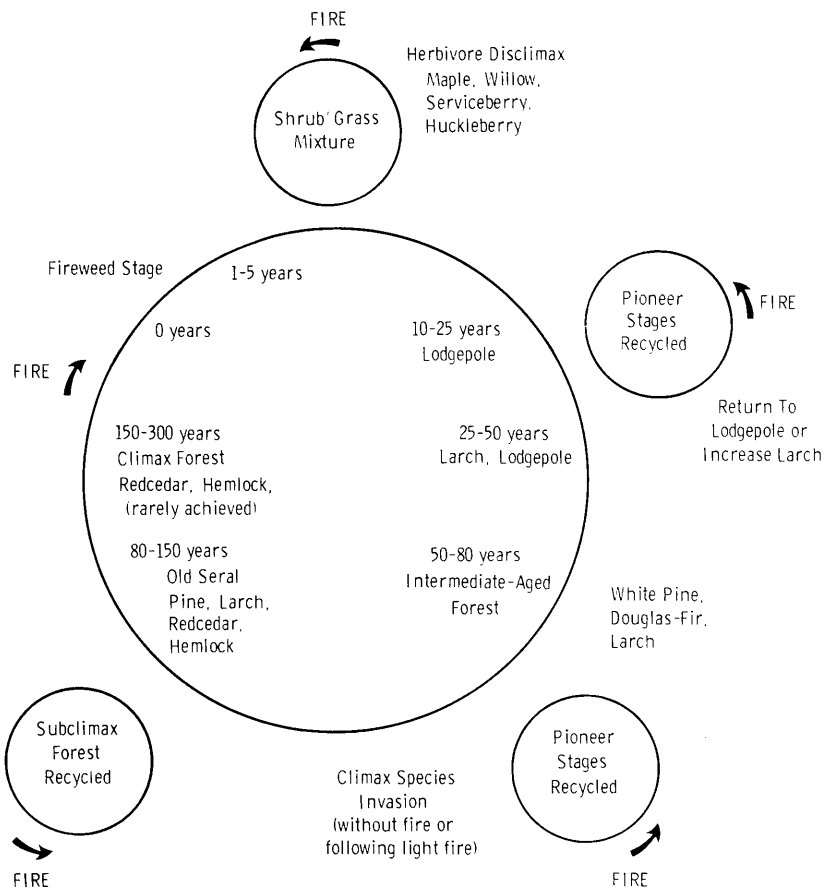 FIRE
Herbivore Disclimax
Maple, Willow,
Serviceberry,
Huckleberry
Shrub' Grass
Mixture
Fireweed Stage
1-5 years
0 years
FIRE
10-25 years
Lodgepole
Pioneer
Stages
Recycled
FIRE
Return To
Lodgepole or
Increase Larch
150-300 years
Climax Forest
Redcedar, Hemlock,
(rarely achieved)
25-50 years
Larch, Lodgepole
80-150 years
Old Seral
Pine, Larch,
Redcedar,
Hemlock
50-80 years
Intermediate-Aged
Forest
White Pine,
Douglas-Fir,
Larch
Subclimax
Forest
Recycled
FIRE
Climax Species
Invasion
(without fire or
following light fire)
Pioneer
Stages
Recycled
FIRE